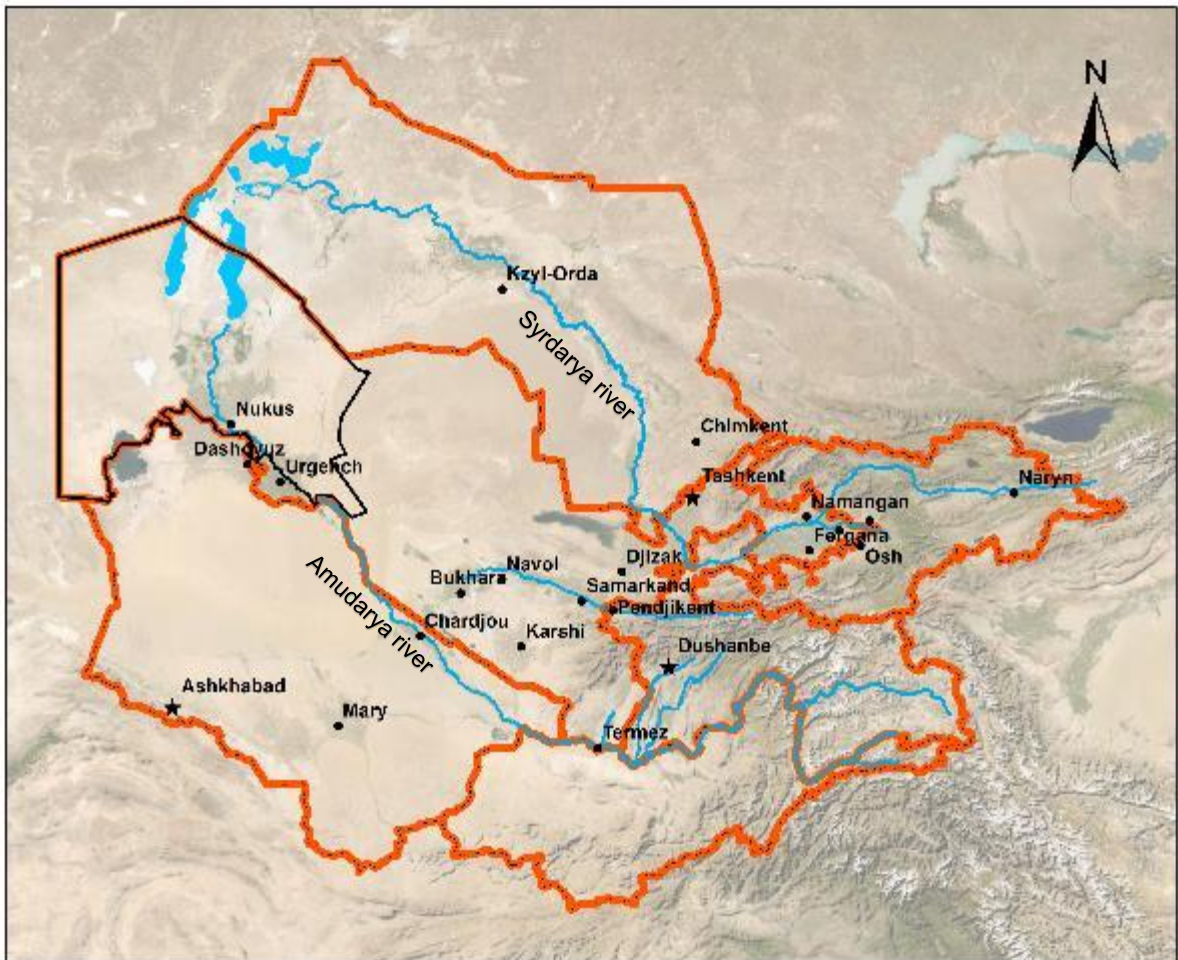 N
Kzyl-Orda
Syrdarya river
Nukus
Chimkent
Dashovuz
Urgench
Tashkent
Naryn
Namangan
Fergana
Osh
Djizak
Navoi
Bukhara
Samarkand
Pendjikent
Amudarya river
Chardjou
Karshi
Dushanbe
Ashkhabad
Mary
Termez